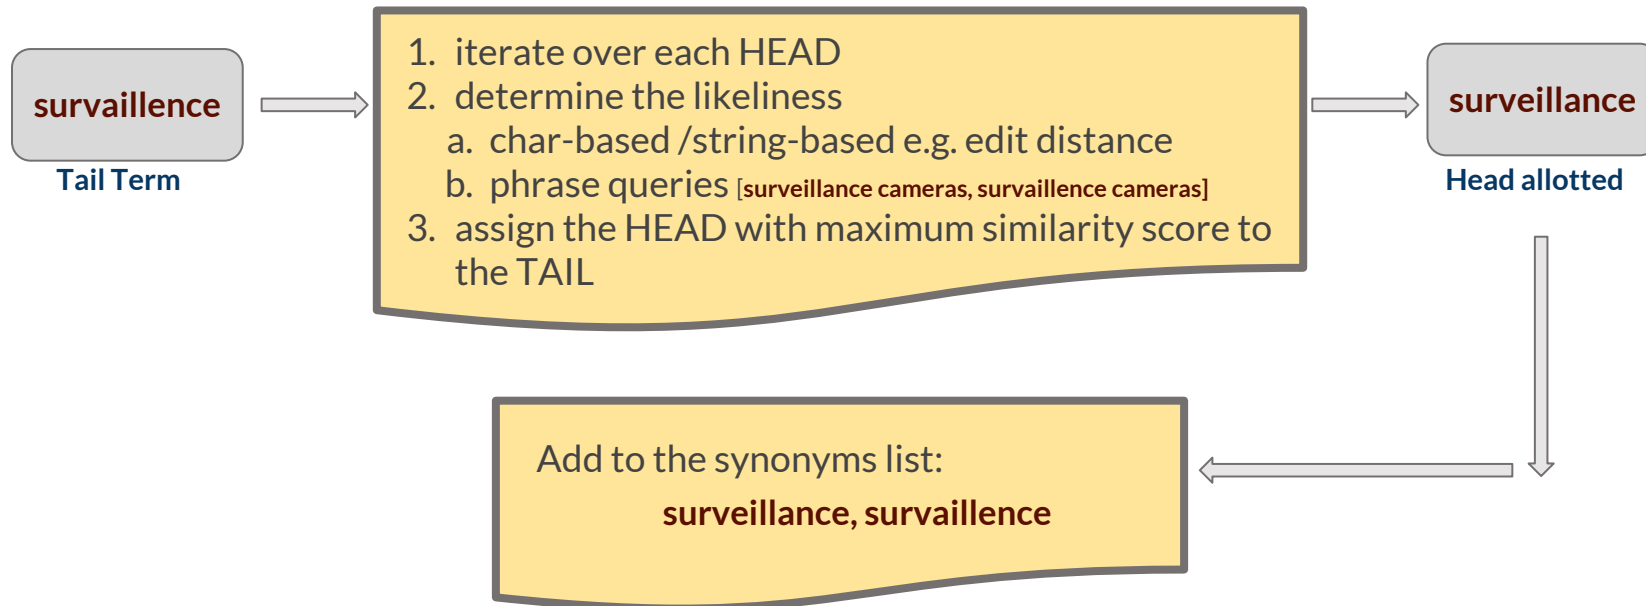 survaillence
Tail Term
1. iterate over each HEAD
2. determine the likeliness
a. char-based /string-based e.g. edit distance
b. phrase queries [surveillance cameras, survaillence cameras]
3. assign the HEAD with maximum similarity score to
the TAIL
surveillance
Head allotted
Add to the synonyms list:
surveillance, survaillence